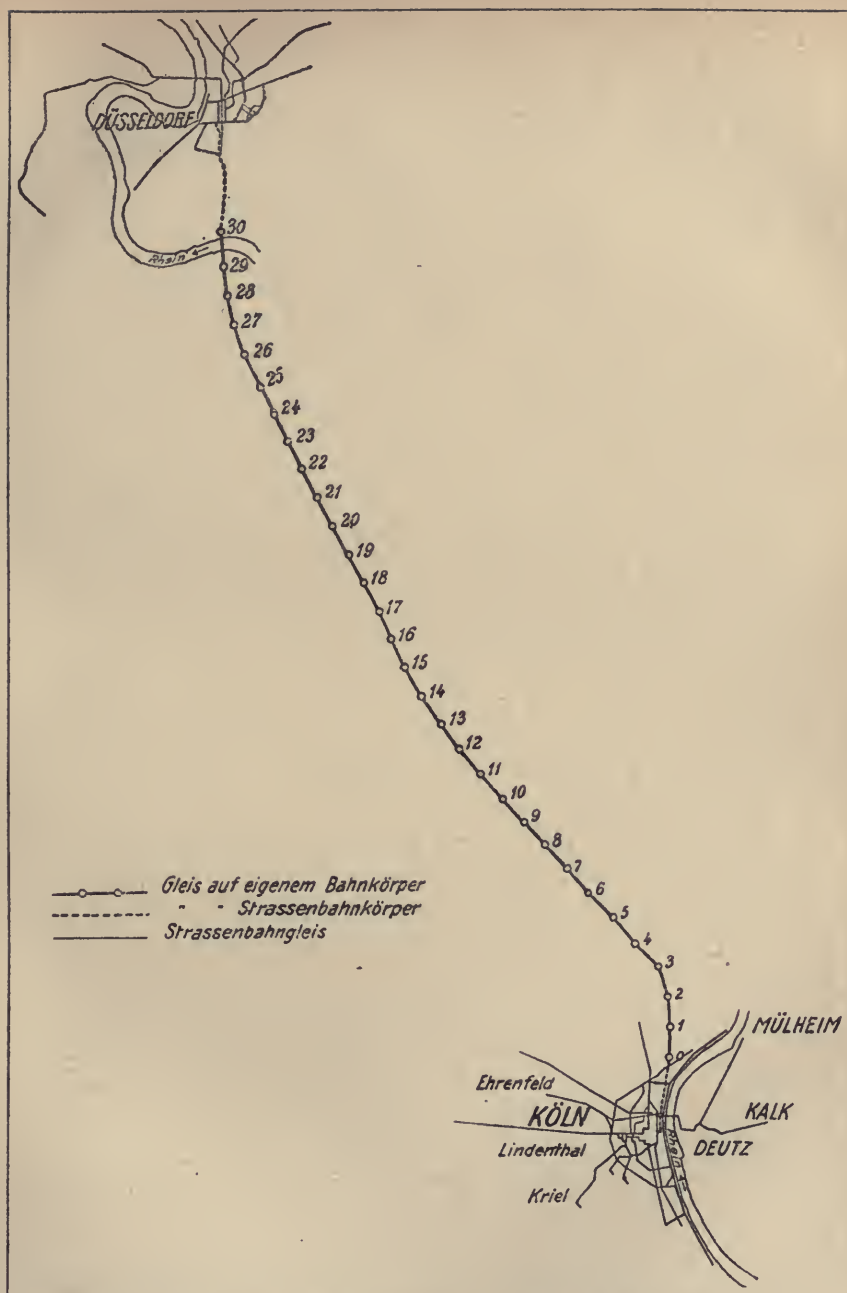 DÜSSELDORF
30
Rhein
29
28
27
26
25
24
23
22
21
20
19
18
17
16
15
14
13
12
11
10
9
8
7
6
5
4
3
2
1
0
Gleis auf eigenem Bahnkörper
" " Strassenbahnkörper
Strassenbahngleis
MÜLHEIM
Ehrenfeld
KÖLN
KALK
Lindenthal
DEUTZ
Rhein
Kriel